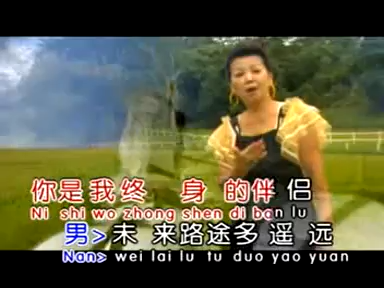 你是我终 身 的伴 侣
Ni shi wo zhong shen di ban lu
男> 未 来路途多遥 远
Nan> wei lai lu tu duo yao yuan